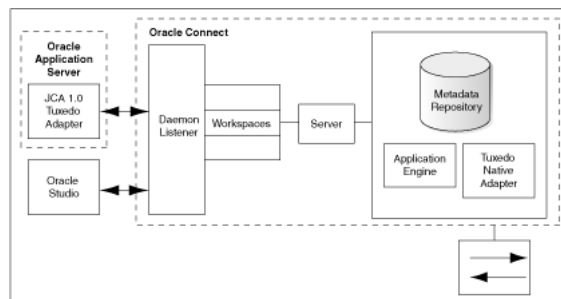 Oracle
Application
Server
JCA 1.0
Tuxedo
Adapter
Oracle
Studio
Oracle Connect
Daemon
Listener
Workspaces
Server
Metadata
Repository
Application
Engine
Tuxedo
Native
Adapter